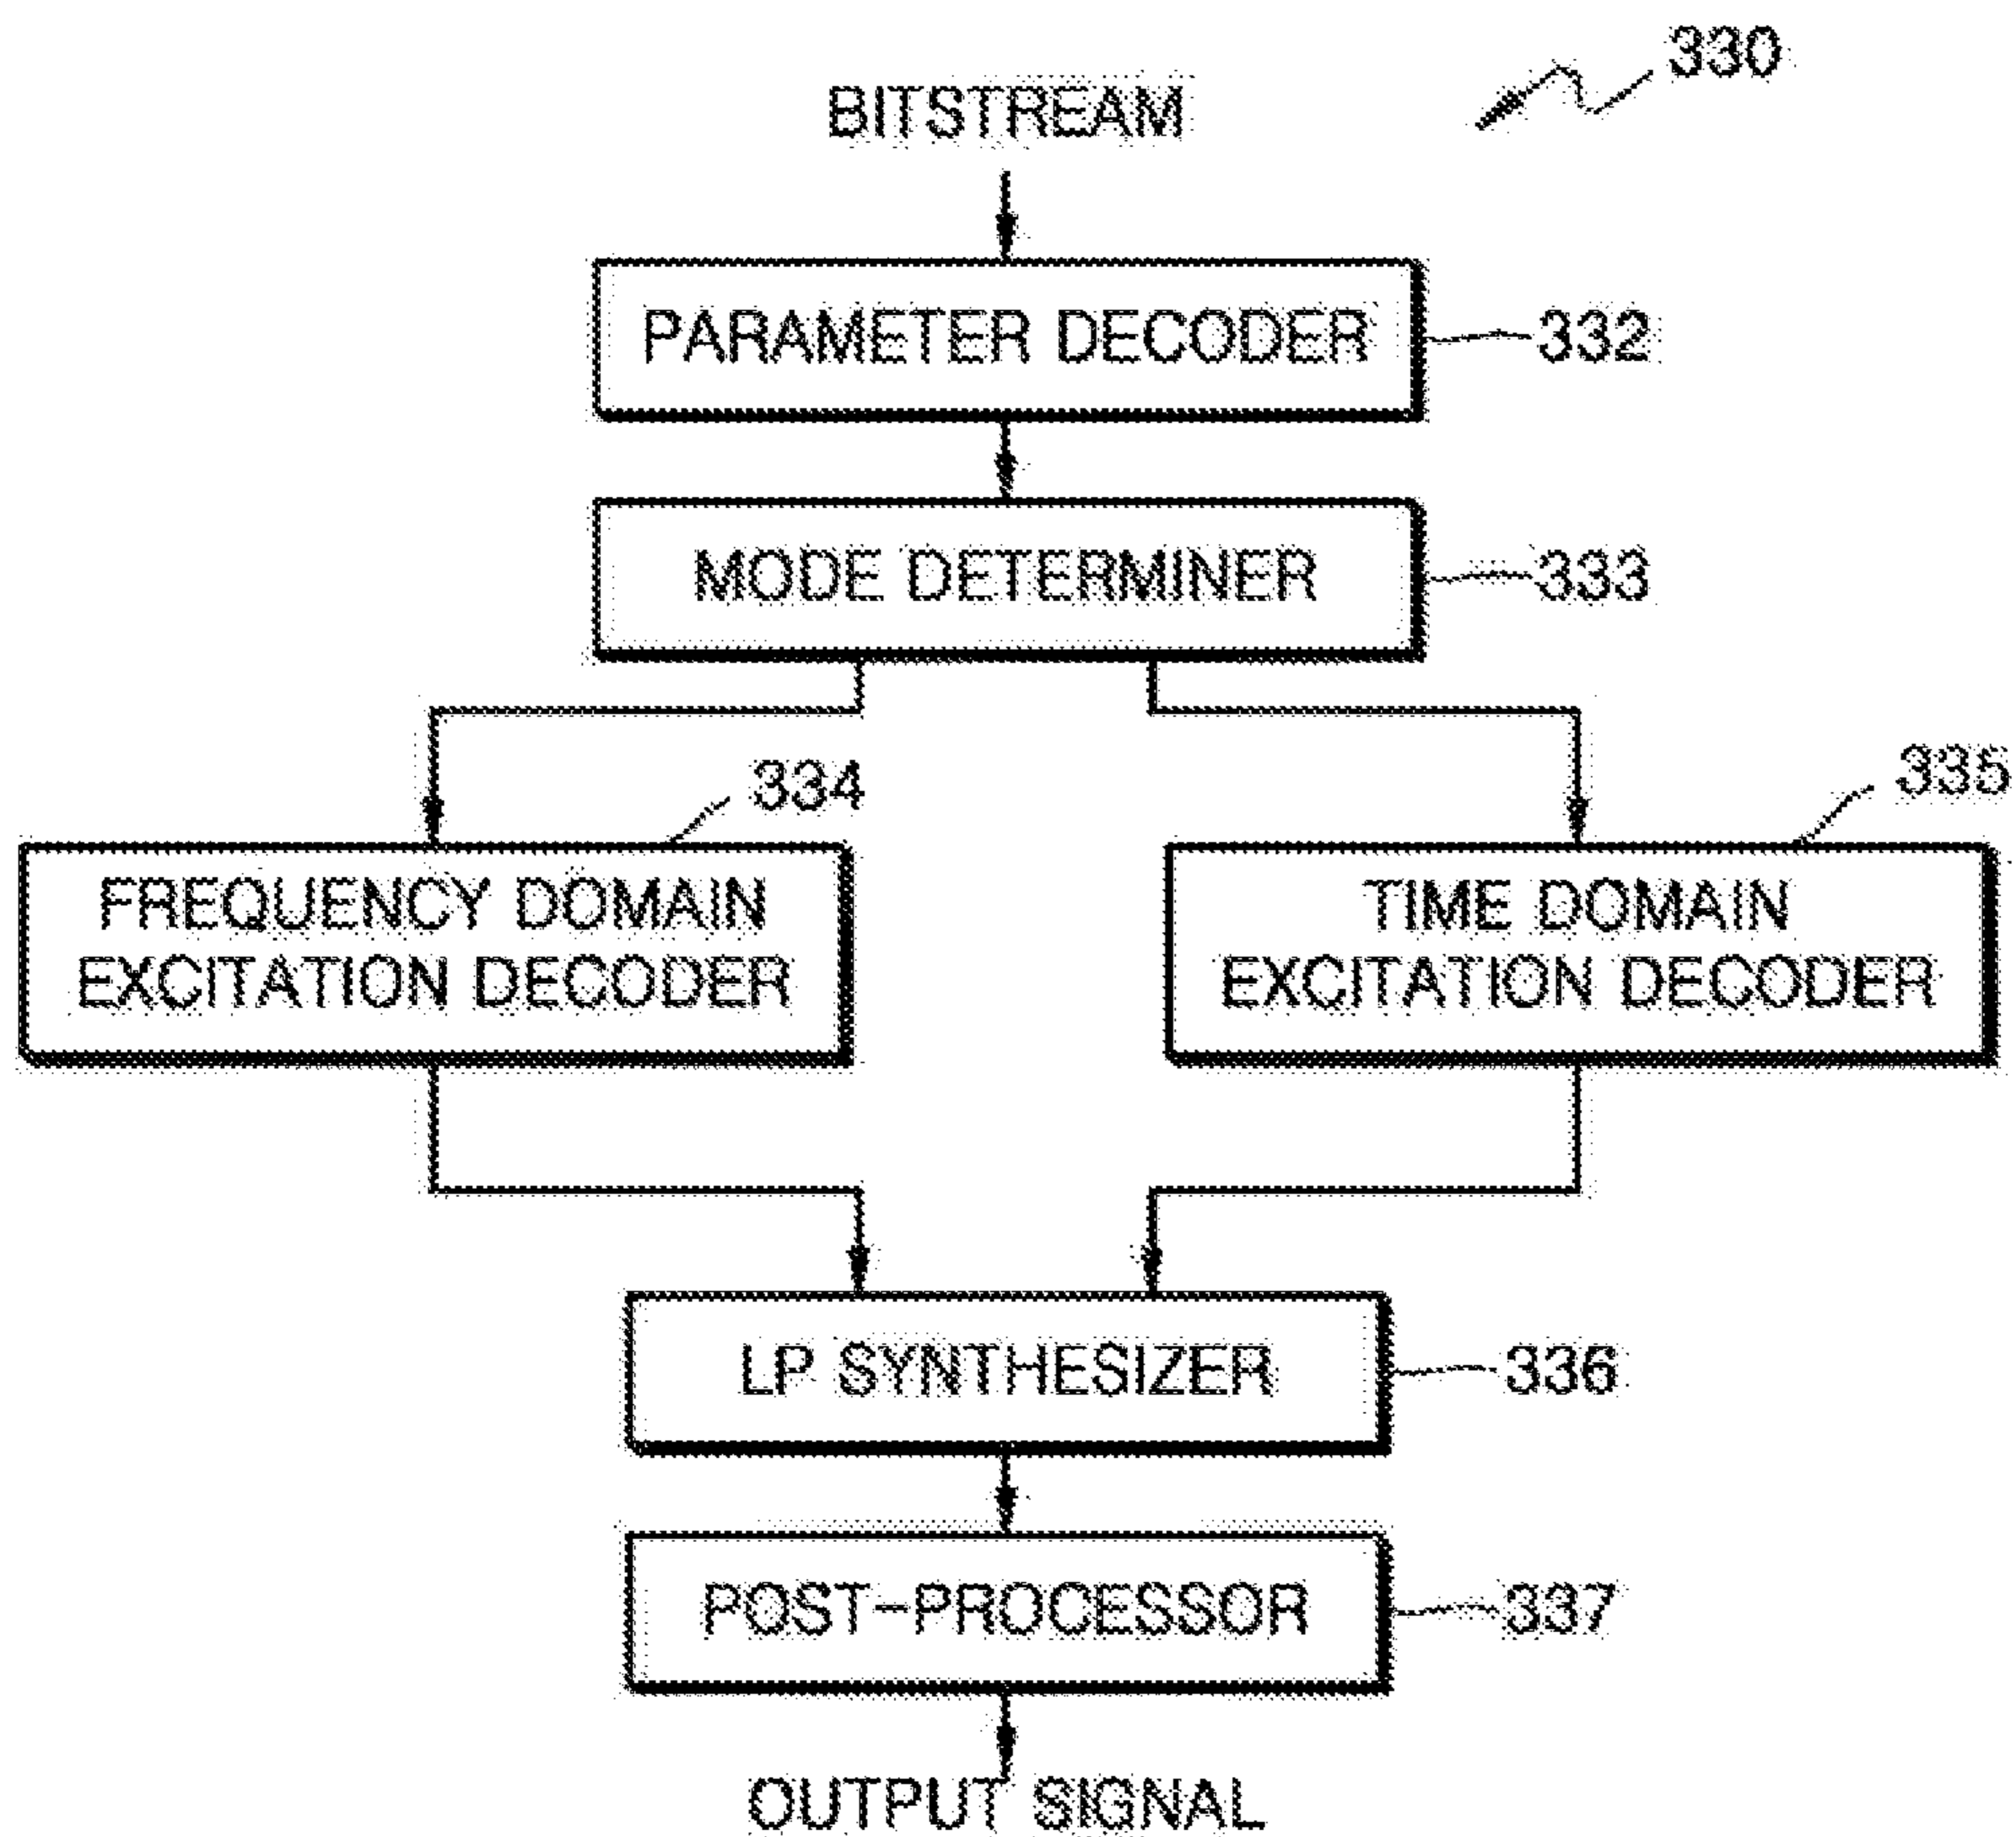 330
BITSTREAM
PARAMETER DECODER
332
MODE DETERMINER
333
334
335
FREQUENCY DOMAIN
EXCITATION DECODER
TIME DOMAIN
EXCITATION DECODER
LP SYNTHESIZER
336
POST-PROCESSOR
337
OUTPUT SIGNAL